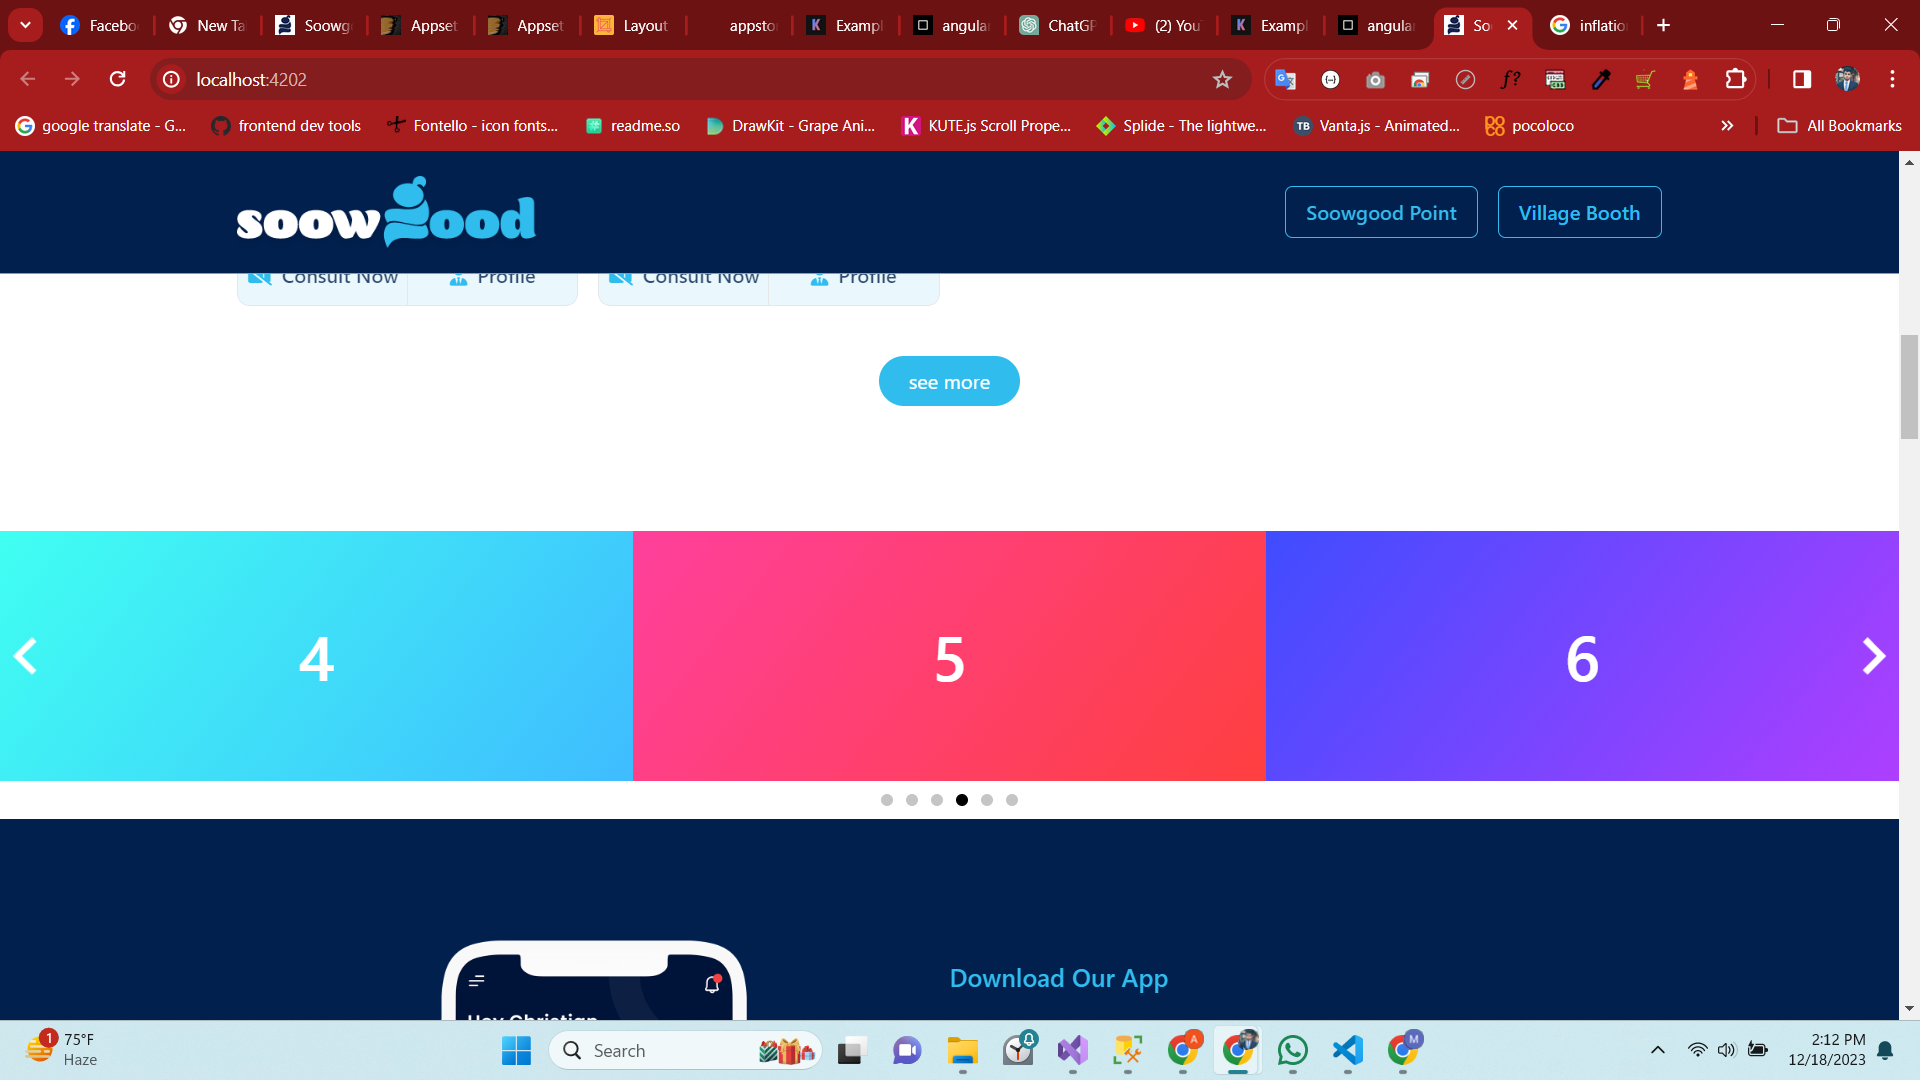 Facebo
New Ta
Soowg
Appset
Appset
Layout
appsto
Exampl
angula
ChatGP
(2) You
Exampl
angula
So
inflatio
localhost:4202
google translate - G...
frontend dev tools
Fontello - icon fonts...
readme.so
DrawKit - Grape Ani...
KUTE.js Scroll Prope...
Splide - The lightwe...
Vanta.js - Animated...
pocoloco
All Bookmarks
soowgood
Soowgood Point
Village Booth
Consult Now
Profile
Consult Now
Profile
see more
4
5
6
Download Our App
Hey Christian
1
75°F
Haze
Search
2:12 PM
12/18/2023